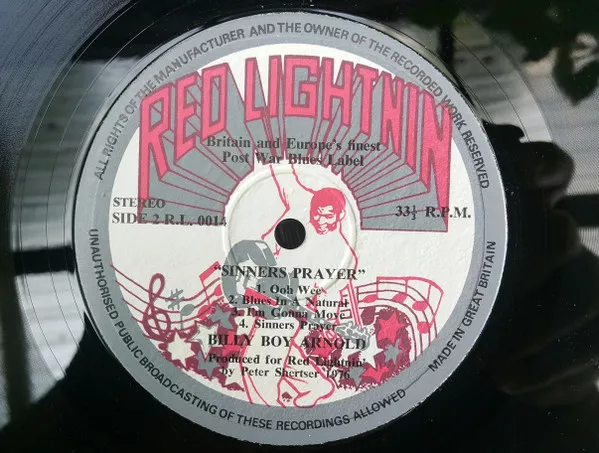 ALL RIGHTS OF THE MANUFACTURER AND THE OWNER OF THE RECORDED WORK RESERVED
RED LIGHTNIN
Britain and Europe's finest
Post War Blues Label
STEREO
SIDE 2 R.L. 0014
33⅓ R.P.M.
"SINNERS PRAYER"
1. Ooh Wee
2. Blues In A Natural
3. I'm Gonna Move
4. Sinners Prayer
BILLY BOY ARNOLD
Produced for Red Lightnin'
by Peter Shertser 1976
UNAUTHORISED PUBLIC BROADCASTING OF THESE RECORDINGS ALLOWED
MADE IN GREAT BRITAIN